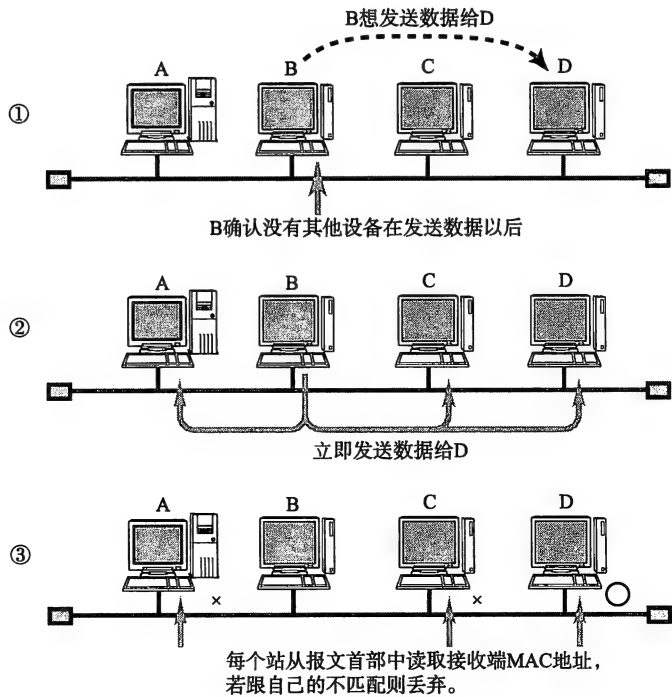 B想发送数据给D
A B C D
①
B确认没有其他设备在发送数据以后
A B C D
②
立即发送数据给D
A B C D
③
× × ○
每个站从报文首部中读取接收端MAC地址,
若跟自己的不匹配则丢弃。